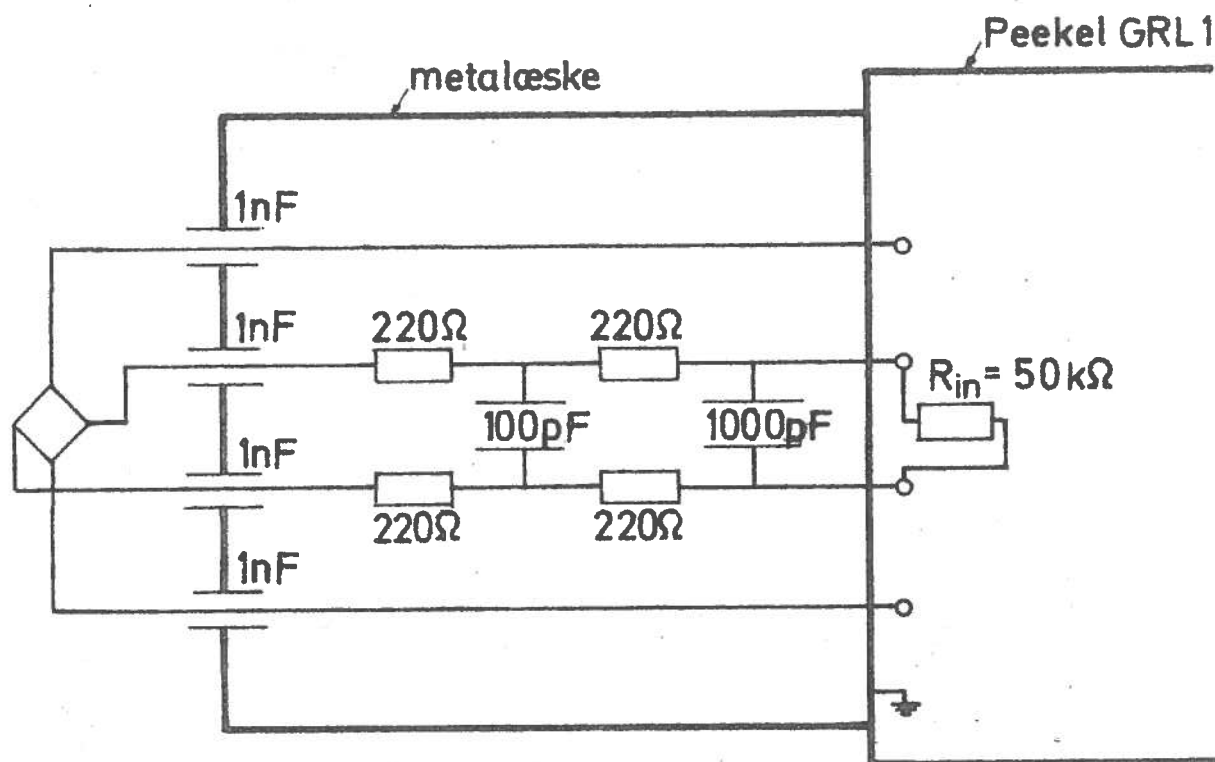 Peekel GRL1
metalæske
1nF
1nF
220Ω
220Ω
Rin = 50kΩ
100pF
1000pF
1nF
220Ω
220Ω
1nF